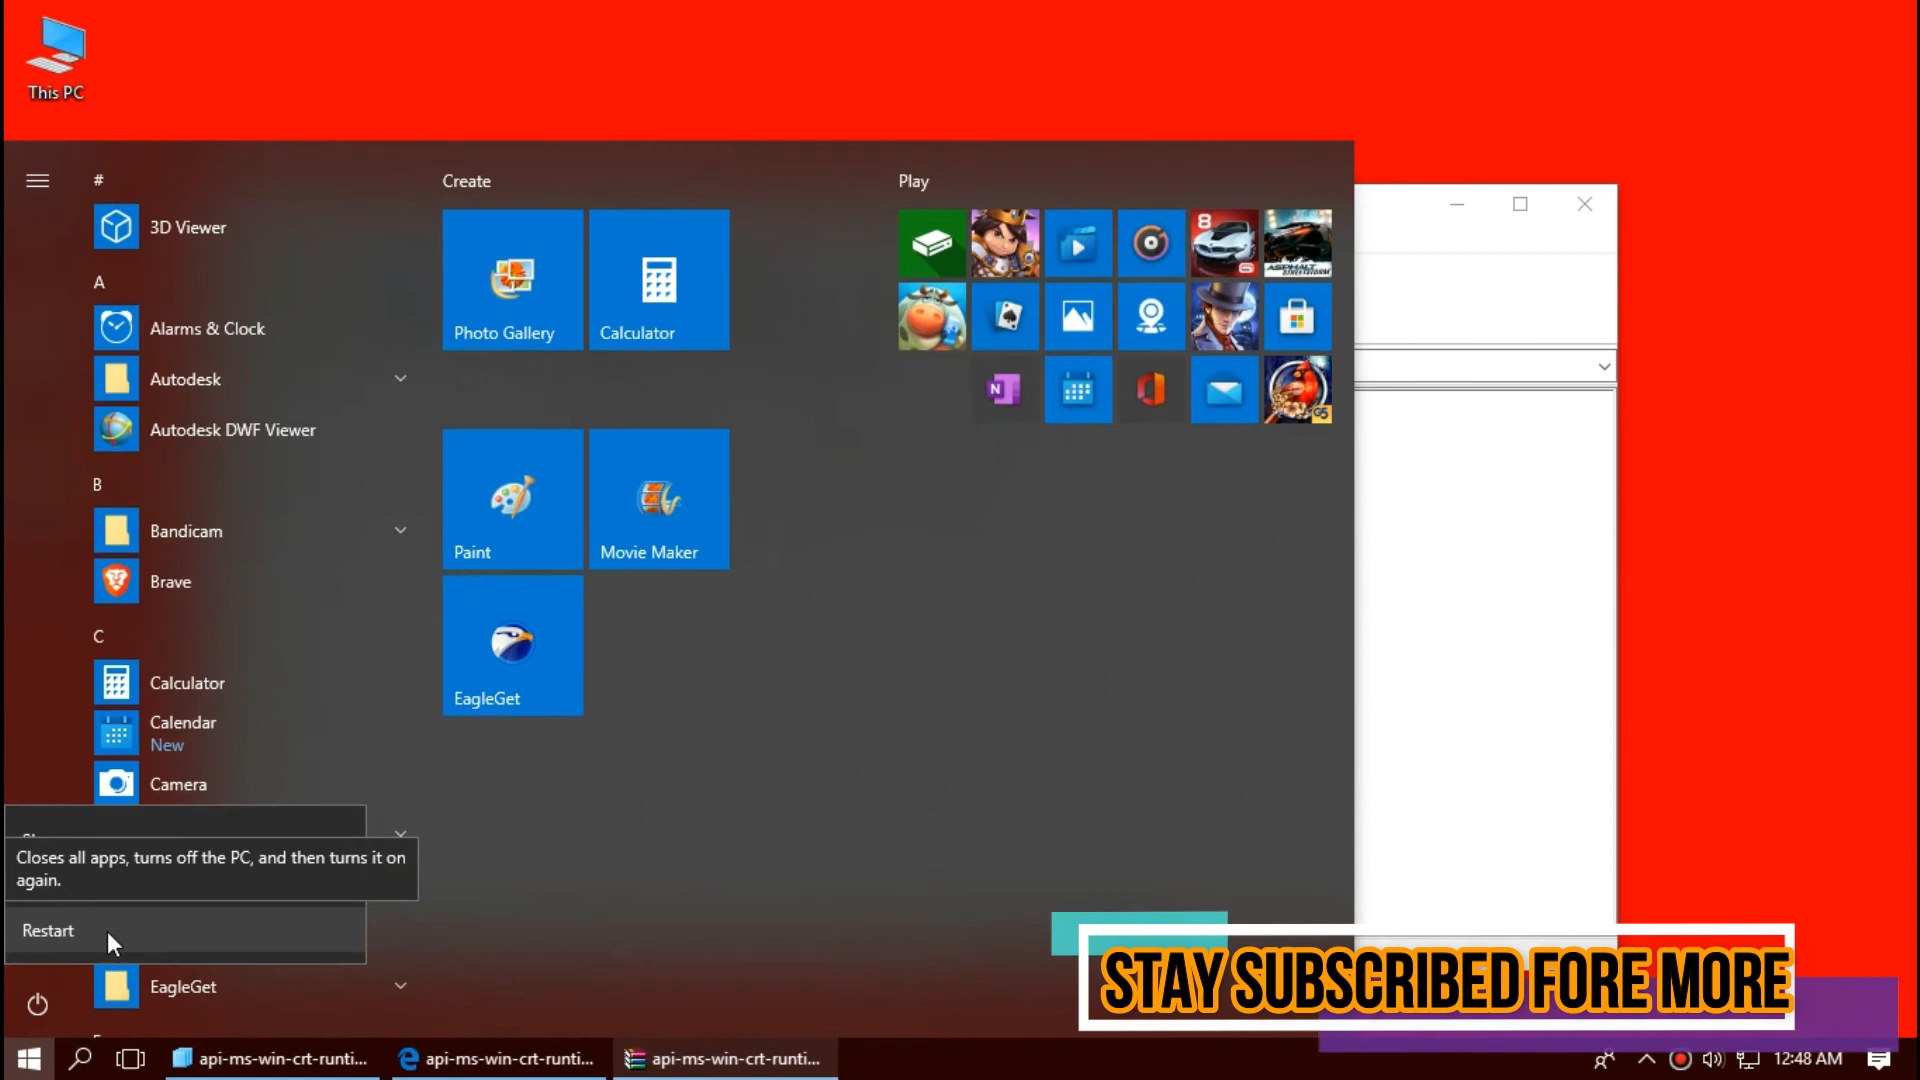 This PC
#
3D Viewer
A
Alarms & Clock
Autodesk
Autodesk DWF Viewer
B
Bandicam
Brave
C
Calculator
Calendar
New
Camera
Closes all apps, turns off the PC, and then turns it on
again.
Restart
EagleGet
Create
Photo Gallery
Calculator
Paint
Movie Maker
EagleGet
Play
8
ASPHALT
N
G5
STAY SUBSCRIBED FORE MORE
api-ms-win-crt-runti...
api-ms-win-crt-runti...
api-ms-win-crt-runti...
12:48 AM